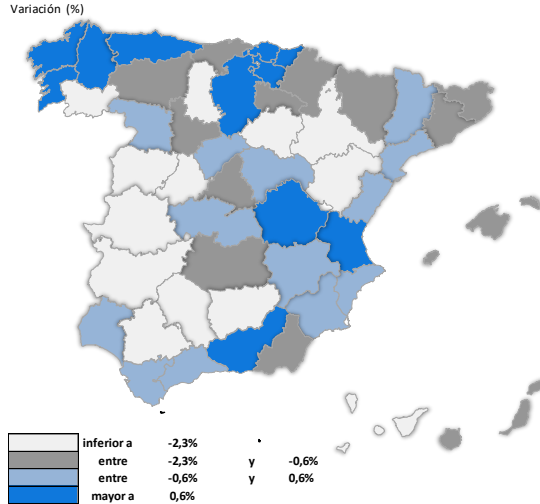 Variación (%)
inferior a -2,3%
entre -2,3% y -0,6%
entre -0,6% y 0,6%
mayor a 0,6%